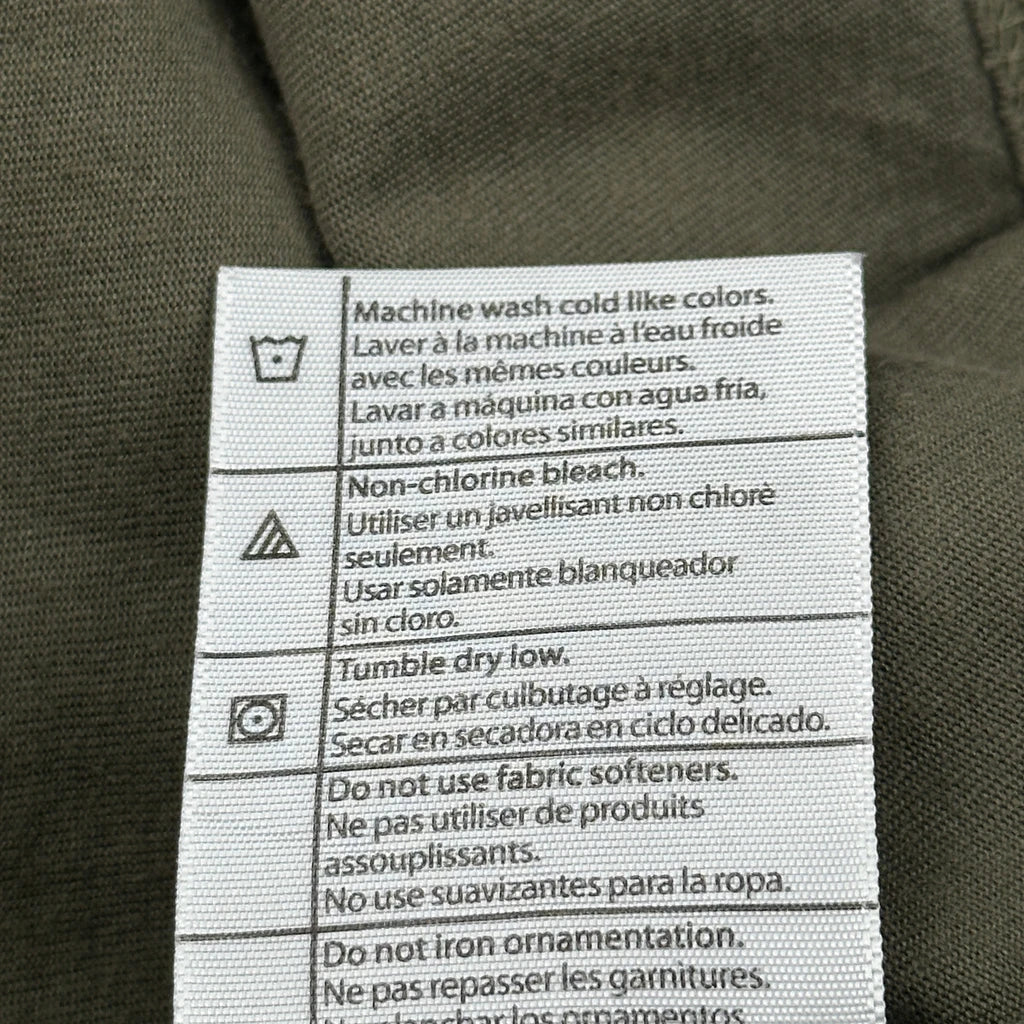 Machine wash cold like colors.
Laver à la machine à l'eau froide
avec les mêmes couleurs.
Lavar a máquina con agua fría,
junto a colores similares.
Non-chlorine bleach.
Utiliser un javellisant non chloré
seulement.
Usar solamente blanqueador
sin cloro.
Tumble dry low.
Sécher par culbutage à réglage.
Secar en secadora en ciclo delicado.
Do not use fabric softeners.
Ne pas utiliser de produits
assouplissants.
No use suavizantes para la ropa.
Do not iron ornamentation.
Ne pas repasser les garnitures.
los ornamentos